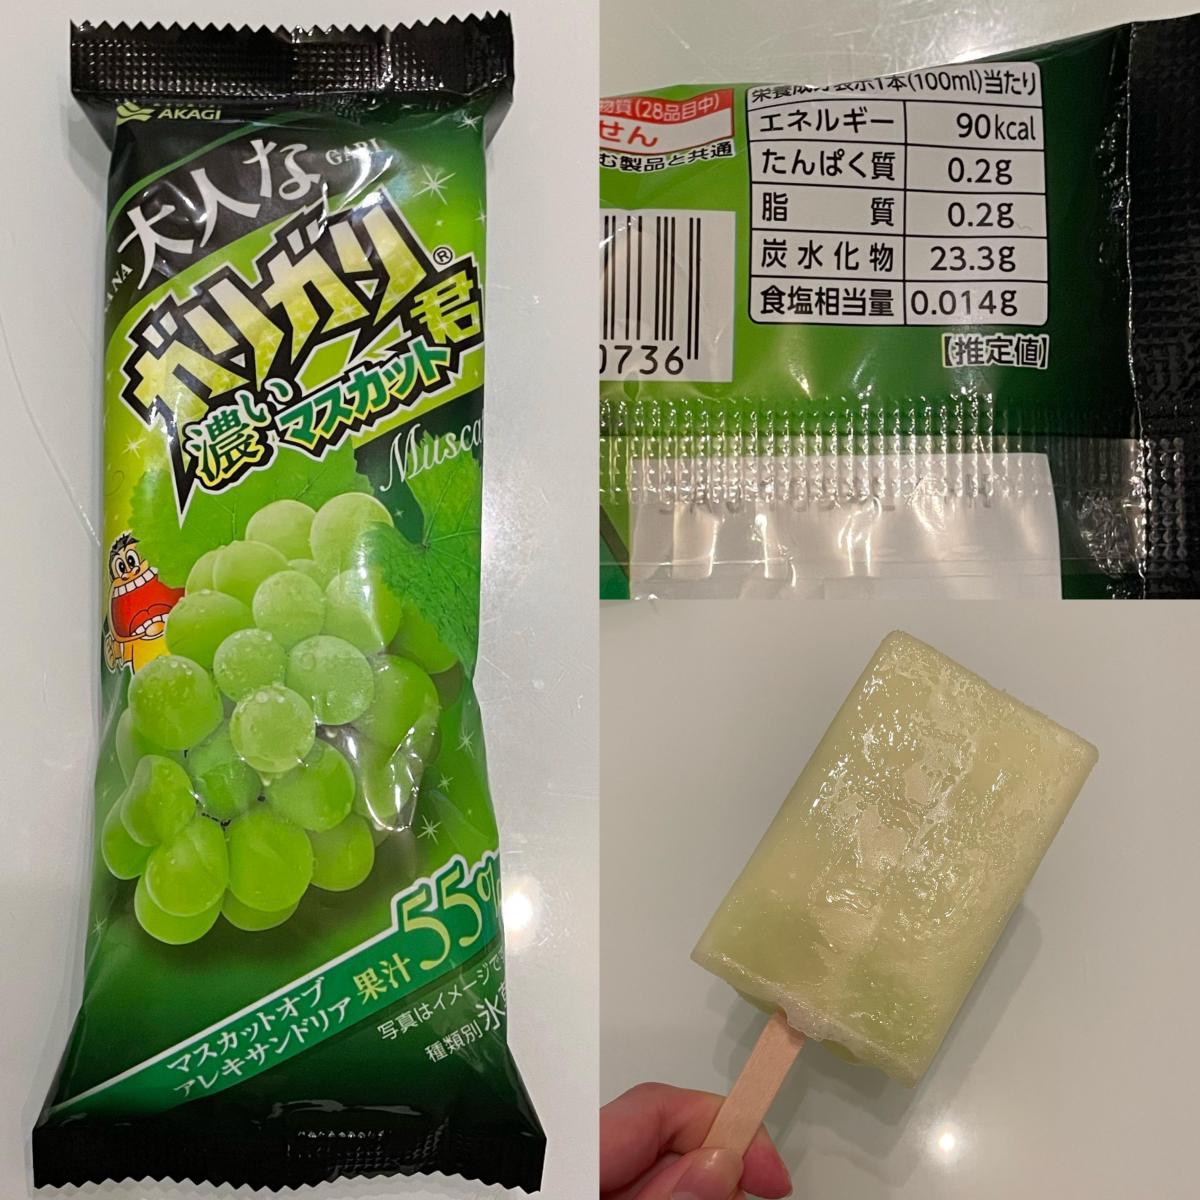 AKAGI
大人な
GARI
ガリガリ®
君
濃い
マスカット
果汁55%
マスカットオブ
アレキサンドリア
写真はイメージで
種類別氷
物質(28品目中)
せん
む製品と共通
0736
栄養成分表示1本(100ml)当たり
エネルギー 90kcal
たんぱく質 0.2g
脂質 0.2g
炭水化物 23.3g
食塩相当量 0.014g
【推定値】